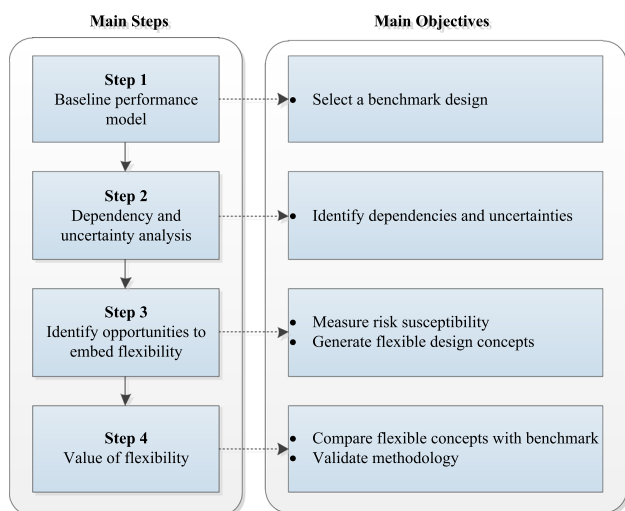 Main Steps
Main Objectives
Step 1
Baseline performance
model
• Select a benchmark design
Step 2
Dependency and
uncertainty analysis
• Identify dependencies and uncertainties
Step 3
Identify opportunities to
embed flexibility
• Measure risk susceptibility
• Generate flexible design concepts
Step 4
Value of flexibility
• Compare flexible concepts with benchmark
• Validate methodology